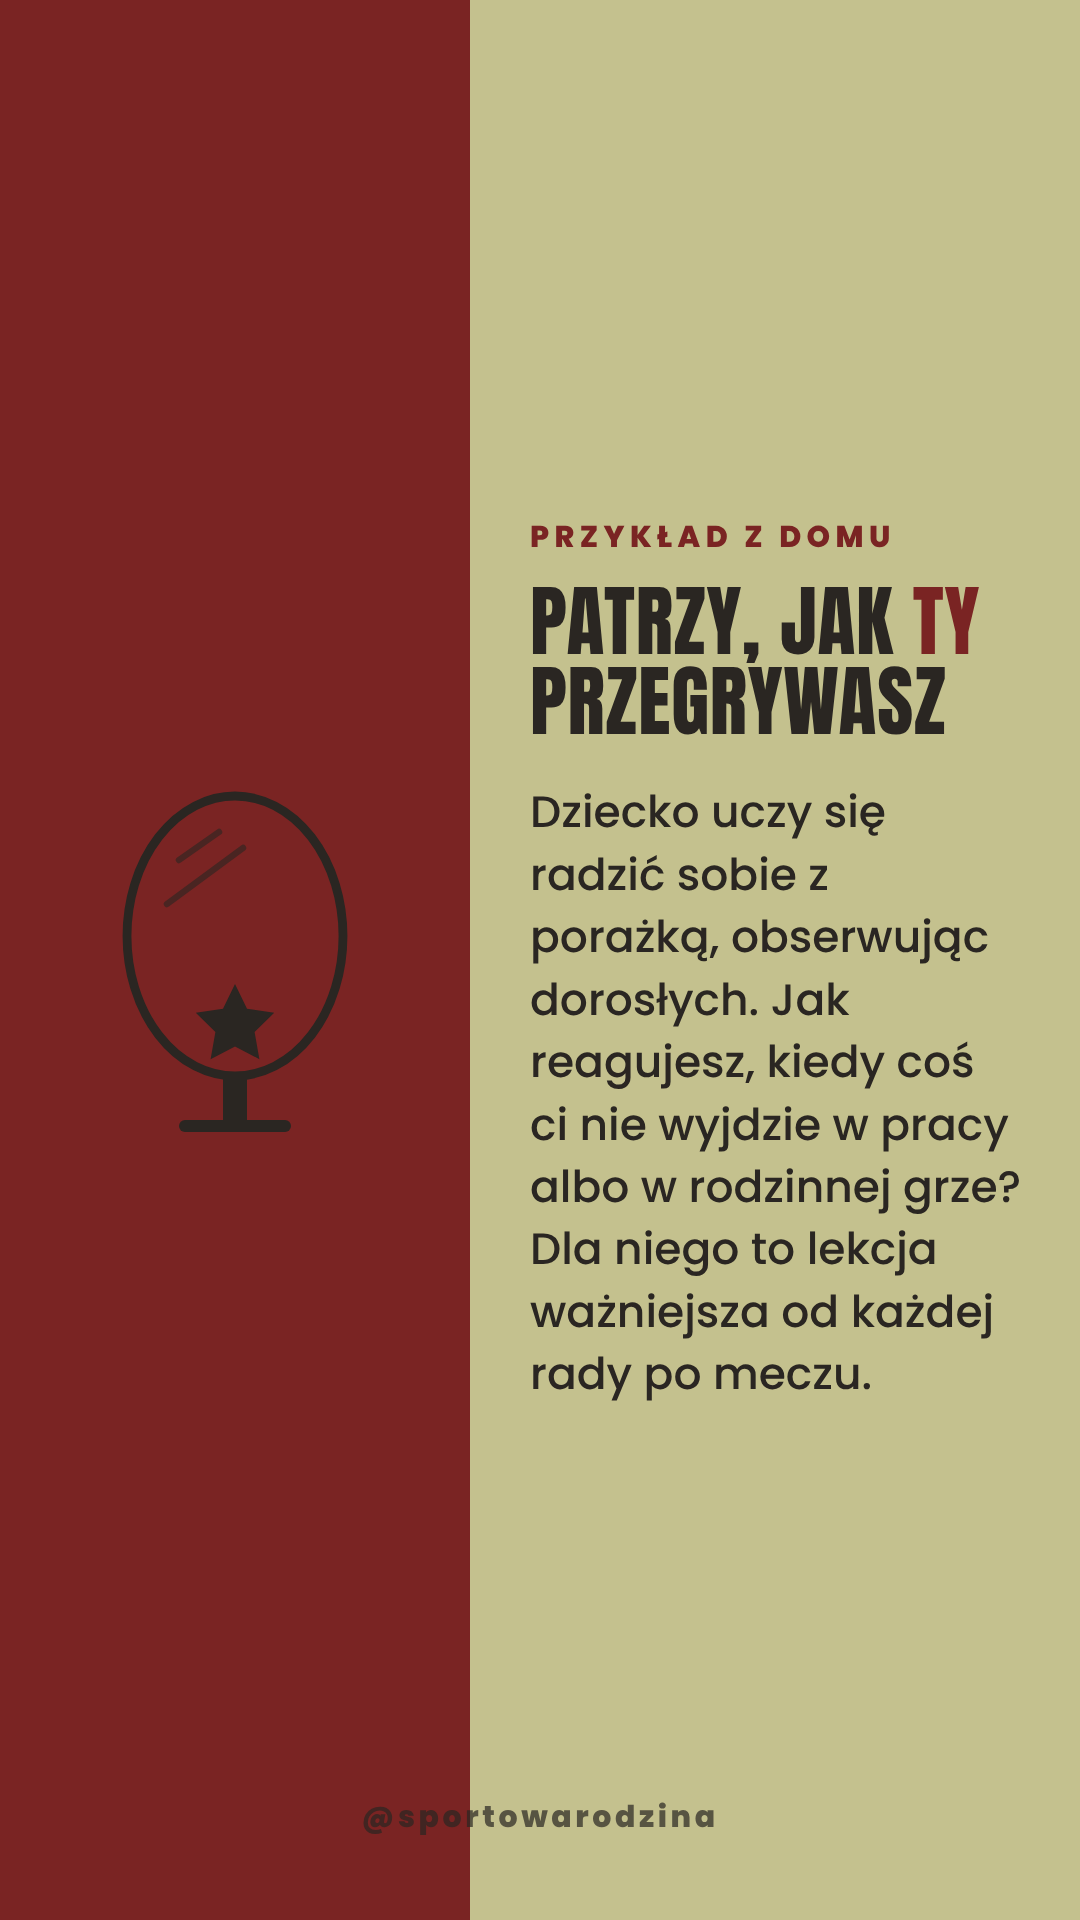 PRZYKŁAD Z DOMU
PATRZY, JAK TY
PRZEGRYWASZ
Dziecko uczy się
radzić sobie z
porażką, obserwując
dorosłych. Jak
reagujesz, kiedy coś
ci nie wyjdzie w pracy
albo w rodzinnej grze?
Dla niego to lekcja
ważniejsza od każdej
rady po meczu.
@sportowarodzina